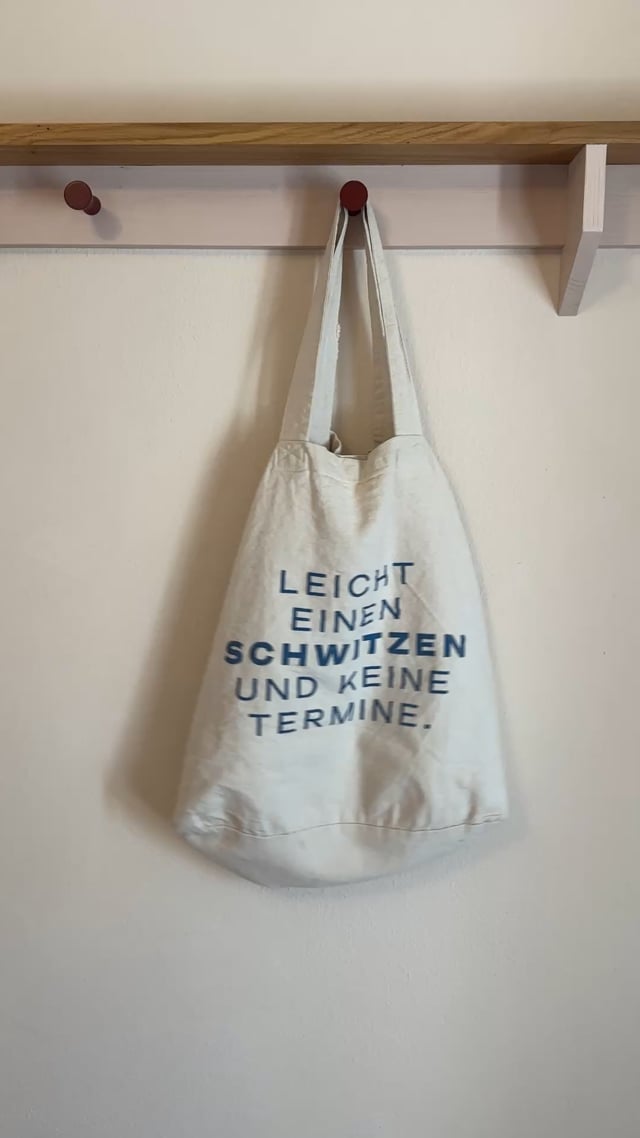 LEICHT
EINEN
SCHWITZEN
UND KEINE
TERMINE.